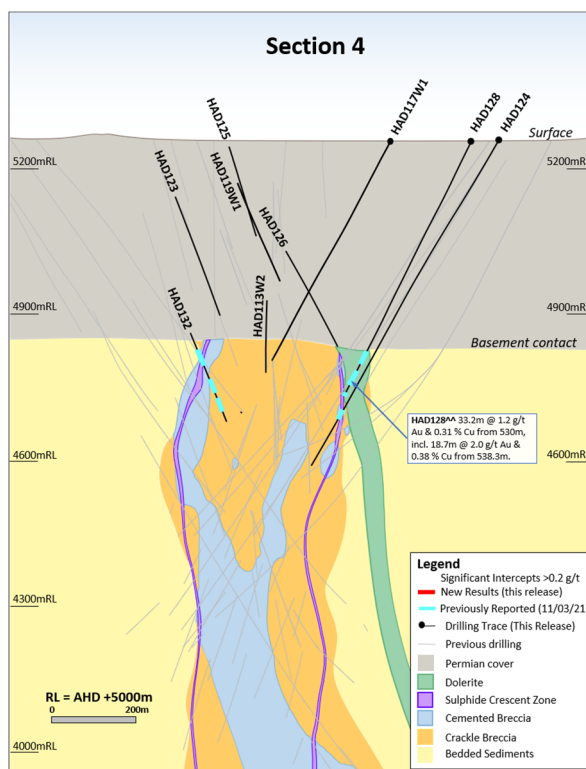 Section 4
HAD125
HAD117W1
HAD128
HAD124
Surface
5200mRL
5200mRL
HAD123
HAD119W1
HAD126
4900mRL
4900mRL
HAD113W2
HAD132
Basement contact
HAD128^^ 33.2m @ 1.2 g/t
Au & 0.31 % Cu from 530m,
incl. 18.7m @ 2.0 g/t Au &
0.38 % Cu from 538.3m.
4600mRL
4600mRL
Legend
Significant Intercepts >0.2 g/t
New Results (this release)
Previously Reported (11/03/21
Drilling Trace (This Release)
Previous drilling
Permian cover
Dolerite
Sulphide Crescent Zone
Cemented Breccia
Crackle Breccia
Bedded Sediments
4300mRL
RL = AHD +5000m
0 200m
4000mRL